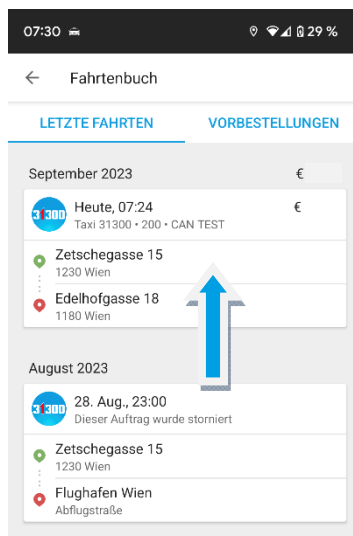 07:30 29 %
Fahrtenbuch
LETZTE FAHRTEN VORBESTELLUNGEN
September 2023 €
31300 Heute, 07:24 €
Taxi 31300 • 200 • CAN TEST
Zetschegasse 15
1230 Wien
Edelhofgasse 18
1180 Wien
August 2023
31300 28. Aug., 23:00
Dieser Auftrag wurde storniert
Zetschegasse 15
1230 Wien
Flughafen Wien
Abflugstraße